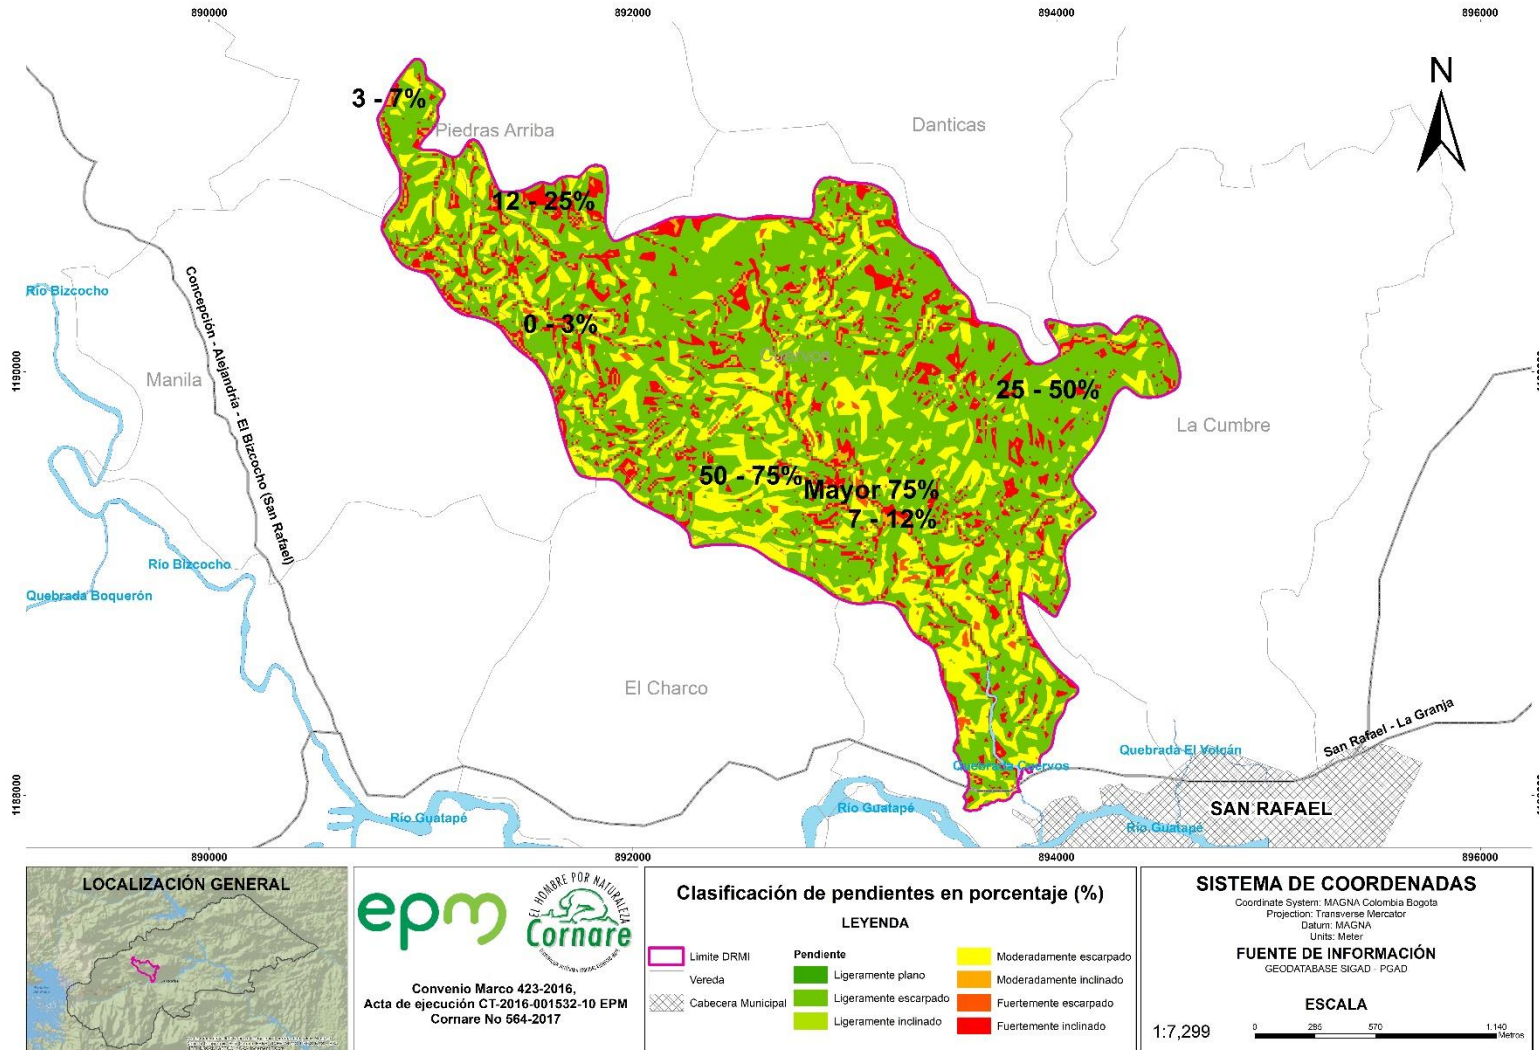 890000
892000
894000
896000
N
3 - 7%
Piedras Arriba
Danticas
12 - 25%
Río Bizcocho
Concepción - Alejandría - El Bizcocho (San Rafael)
0 - 3%
Cuervos
1190000
Manila
25 - 50%
La Cumbre
50 - 75%
Mayor 75%
7 - 12%
Río Bizcocho
Quebrada Boquerón
El Charco
San Rafael - La Granja
Quebrada El Volcán
Quebrada Cuervos
1188000
Río Guatapé
Río Guatapé
SAN RAFAEL
Río Guatapé
890000
892000
894000
896000
LOCALIZACIÓN GENERAL
epm
EL HOMBRE POR NATURALEZA
Cornare
Convenio Marco 423-2016,
Acta de ejecución CT-2016-001532-10 EPM
Cornare No 564-2017
Clasificación de pendientes en porcentaje (%)
LEYENDA
Limite DRMI
Vereda
Cabecera Municipal
Pendiente
Ligeramente plano
Ligeramente escarpado
Ligeramente inclinado
Moderadamente escarpado
Moderadamente inclinado
Fuertemente escarpado
Fuertemente inclinado
SISTEMA DE COORDENADAS
Coordinate System: MAGNA Colombia Bogota
Projection: Transverse Mercator
Datum: MAGNA
Units: Meter
FUENTE DE INFORMACIÓN
GEODATABASE SIGAD - PGAD
ESCALA
1:7,299
0 285 570 1.140
Metros